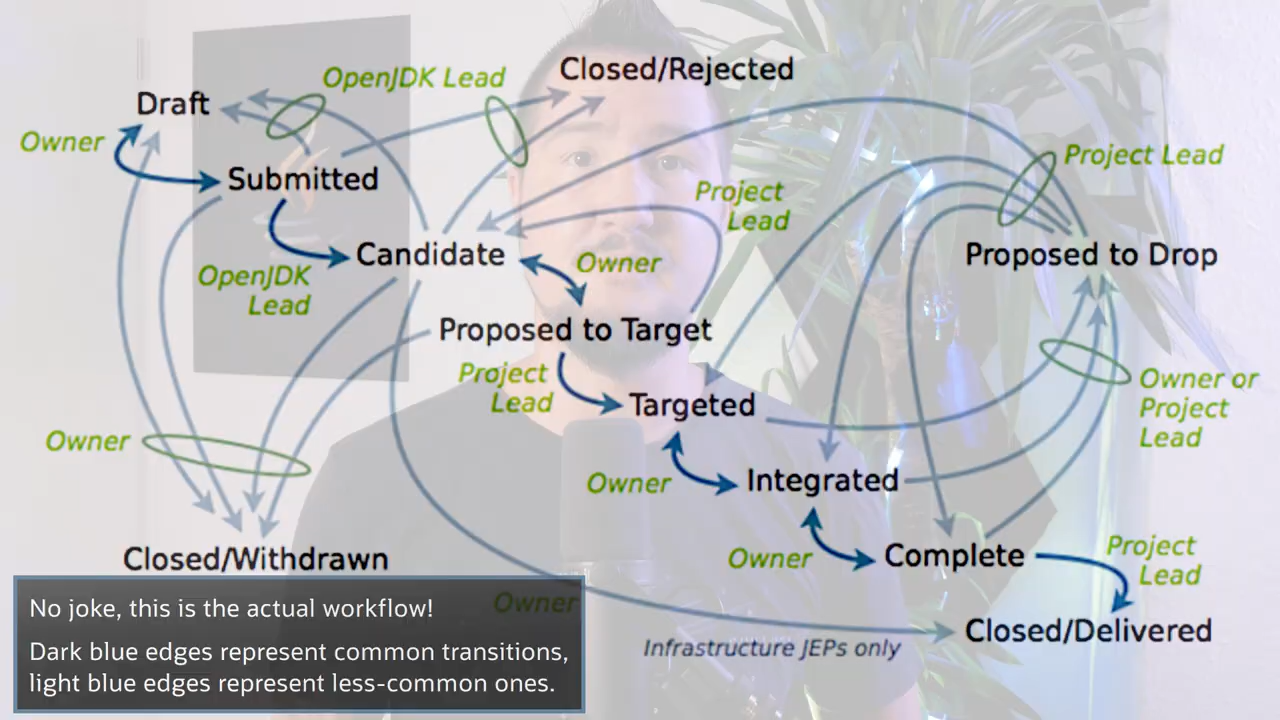 OpenJDK Lead
Closed/Rejected
Draft
Owner
Submitted
Project Lead
Project
Lead
Candidate
Owner
Proposed to Drop
OpenJDK
Lead
Proposed to Target
Project
Lead
Targeted
Owner or
Project
Lead
Owner
Owner
Integrated
Owner
Complete
Project
Lead
Closed/Withdrawn
Owner
Closed/Delivered
Infrastructure JEPs only
No joke, this is the actual workflow!
Dark blue edges represent common transitions,
light blue edges represent less-common ones.